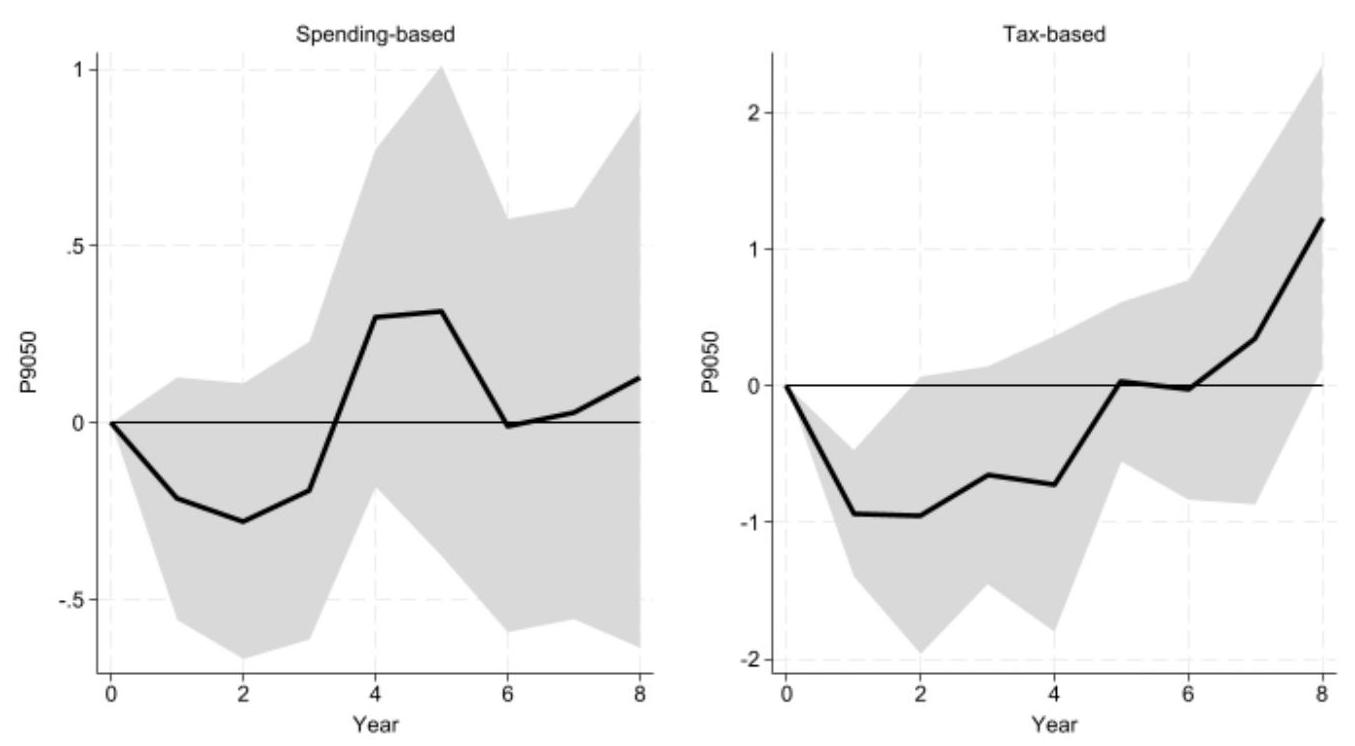 Spending-based
1
.5
0
-.5
P9050
0 2 4 6 8
Year
Tax-based
2
1
0
-1
-2
P9050
0 2 4 6 8
Year